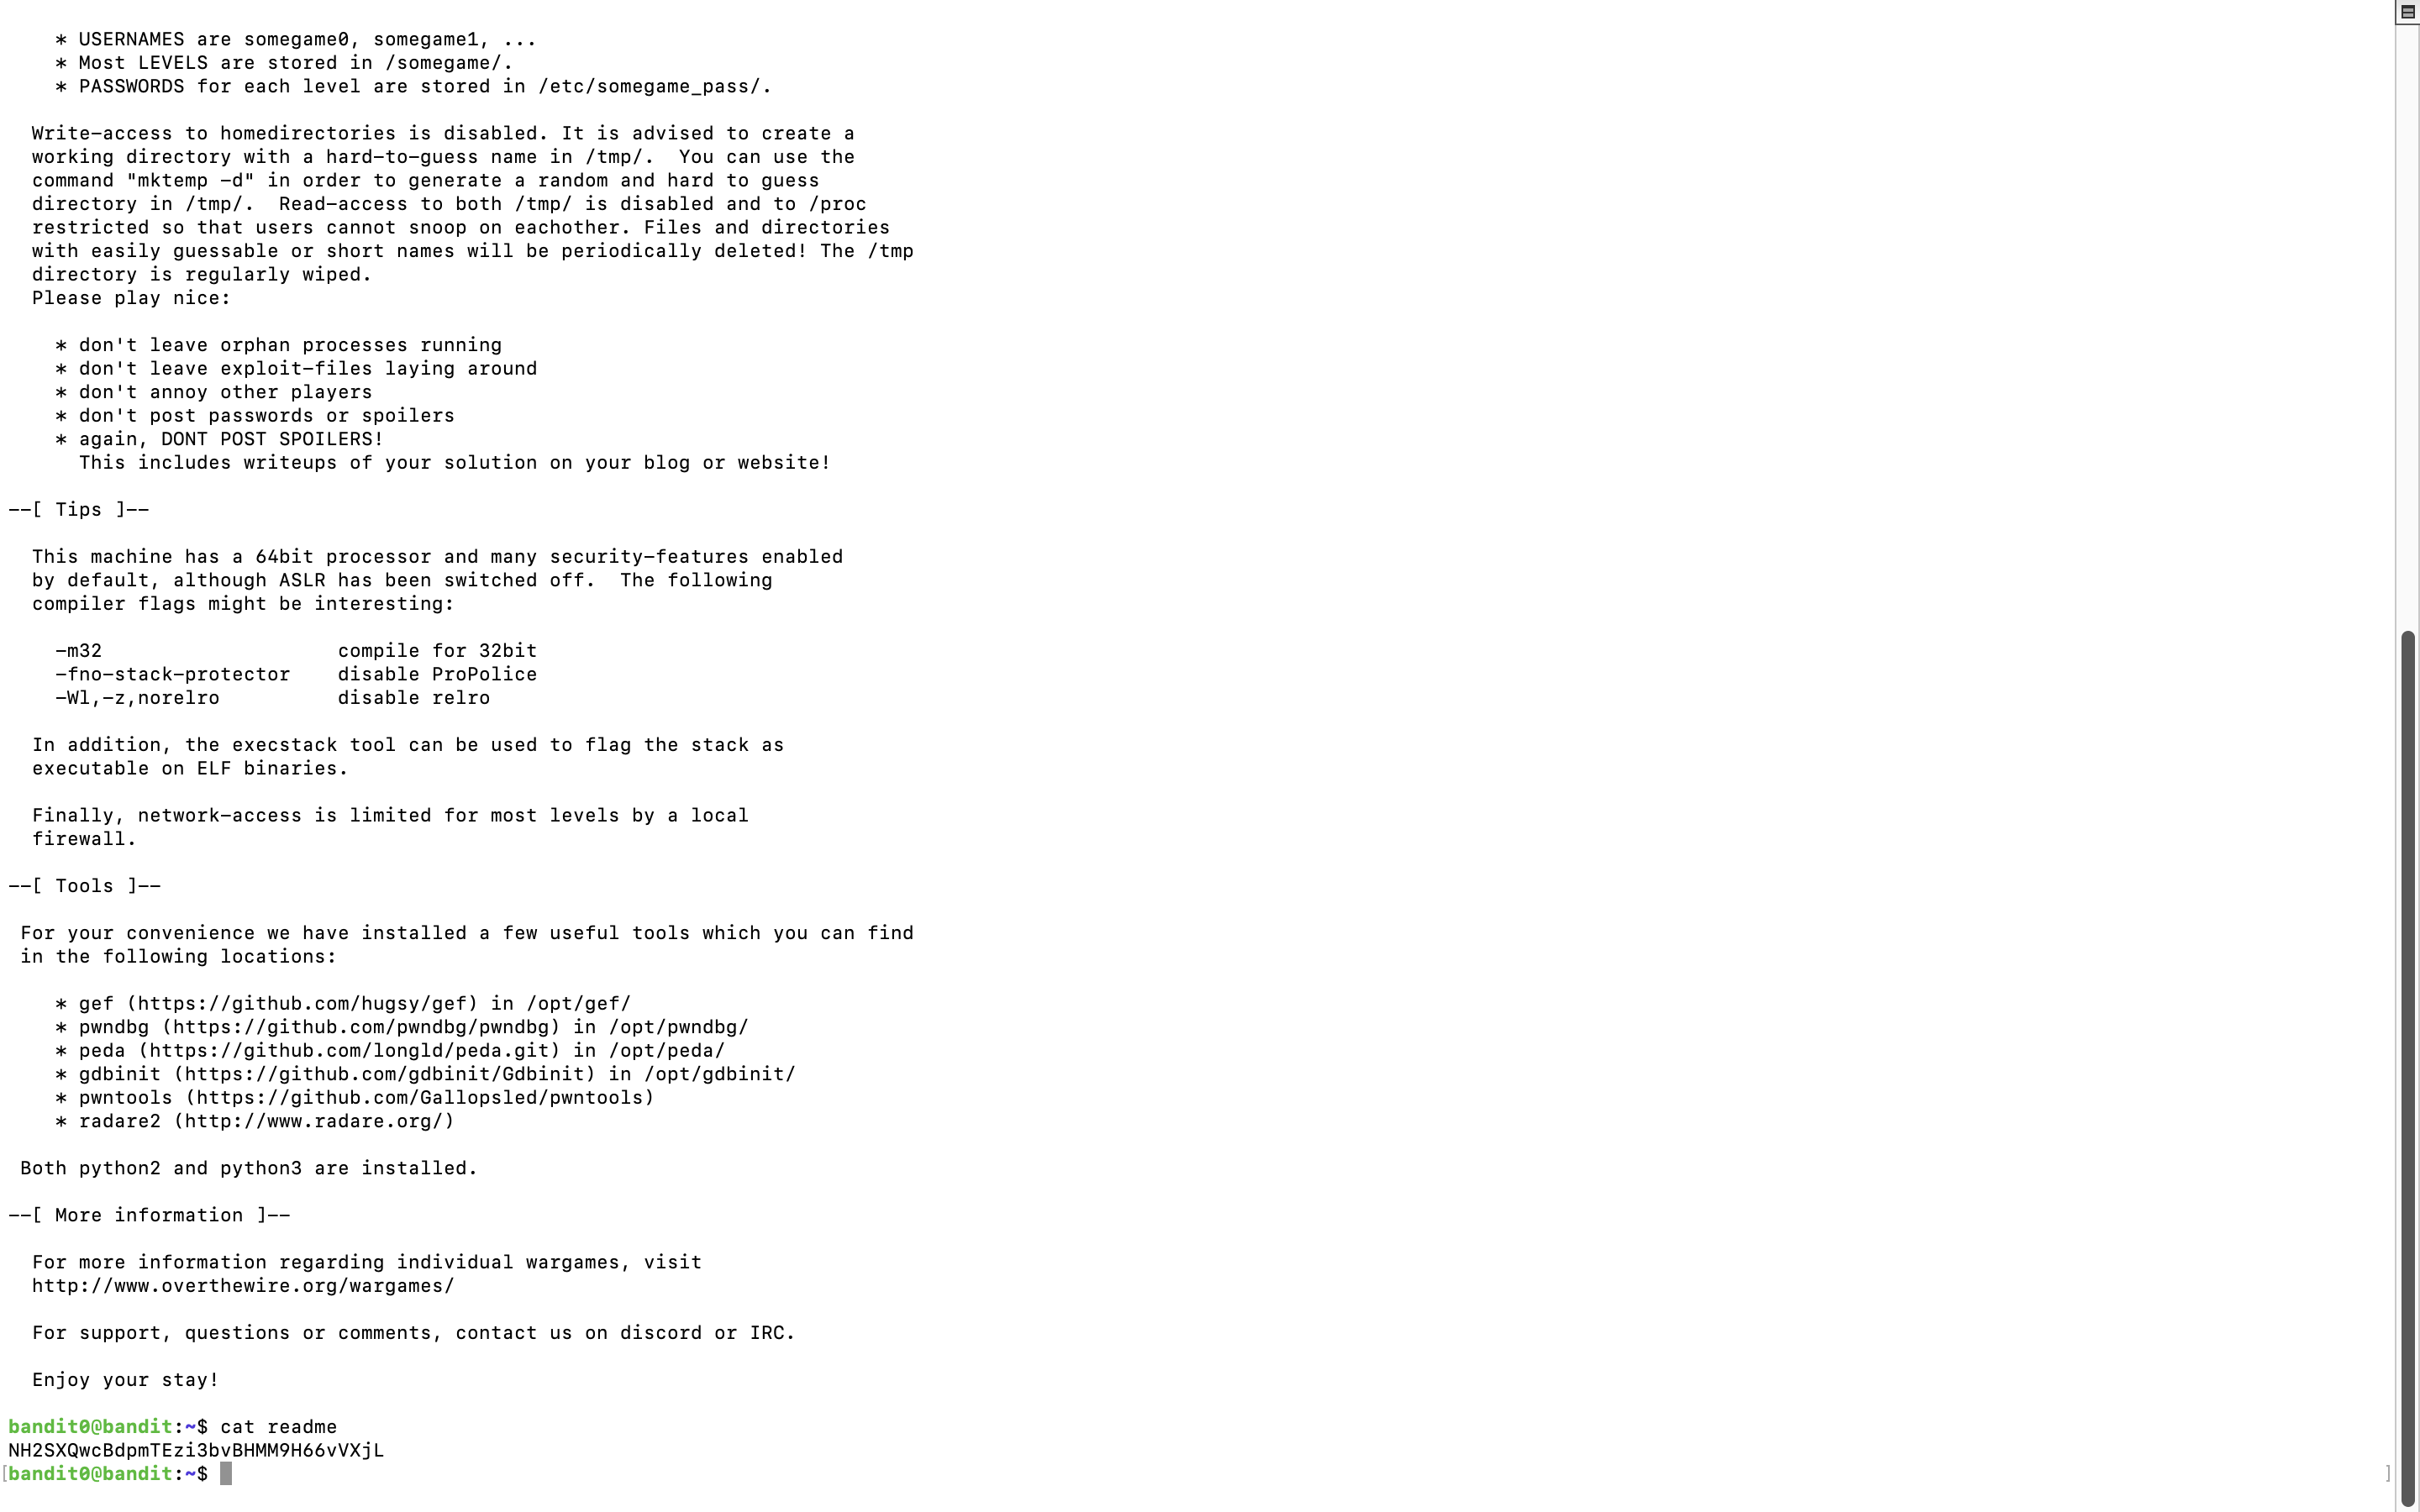 * USERNAMES are somegame0, somegame1, ...
* Most LEVELS are stored in /somegame/.
* PASSWORDS for each level are stored in /etc/somegame_pass/.
Write-access to homedirectories is disabled. It is advised to create a
working directory with a hard-to-guess name in /tmp/.  You can use the
command "mktemp -d" in order to generate a random and hard to guess
directory in /tmp/.  Read-access to both /tmp/ is disabled and to /proc
restricted so that users cannot snoop on eachother. Files and directories
with easily guessable or short names will be periodically deleted! The /tmp
directory is regularly wiped.
Please play nice:
* don't leave orphan processes running
* don't leave exploit-files laying around
* don't annoy other players
* don't post passwords or spoilers
* again, DONT POST SPOILERS!
This includes writeups of your solution on your blog or website!
--[ Tips ]--
This machine has a 64bit processor and many security-features enabled
by default, although ASLR has been switched off.  The following
compiler flags might be interesting:
-m32                    compile for 32bit
-fno-stack-protector    disable ProPolice
-Wl,-z,norelro          disable relro
In addition, the execstack tool can be used to flag the stack as
executable on ELF binaries.
Finally, network-access is limited for most levels by a local
firewall.
--[ Tools ]--
For your convenience we have installed a few useful tools which you can find
in the following locations:
* gef (https://github.com/hugsy/gef) in /opt/gef/
* pwndbg (https://github.com/pwndbg/pwndbg) in /opt/pwndbg/
* peda (https://github.com/longld/peda.git) in /opt/peda/
* gdbinit (https://github.com/gdbinit/Gdbinit) in /opt/gdbinit/
* pwntools (https://github.com/Gallopsled/pwntools)
* radare2 (http://www.radare.org/)
Both python2 and python3 are installed.
--[ More information ]--
For more information regarding individual wargames, visit
http://www.overthewire.org/wargames/
For support, questions or comments, contact us on discord or IRC.
Enjoy your stay!
bandit0@bandit:~$ cat readme
NH2SXQwcBdpmTEzi3bvBHMM9H66vVXjL
[bandit0@bandit:~$ ]